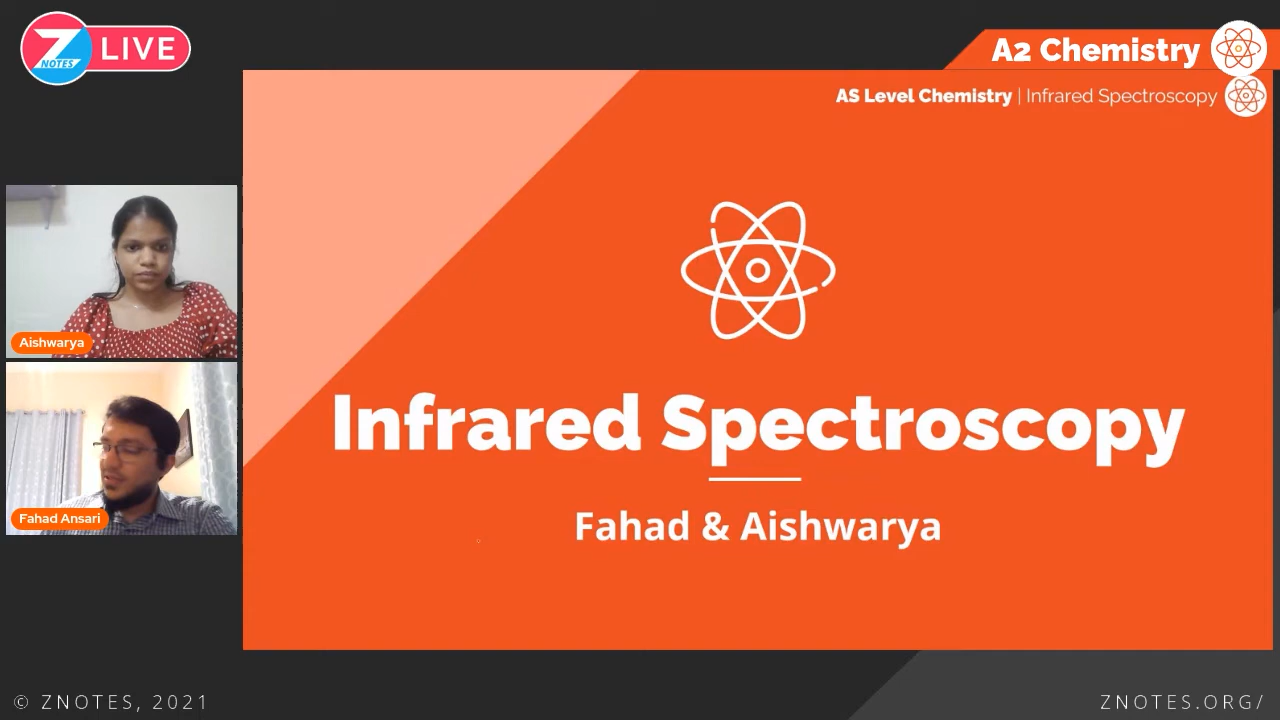 Z NOTES LIVE
A2 Chemistry
AS Level Chemistry | Infrared Spectroscopy
Aishwarya
Fahad Ansari
Infrared Spectroscopy
Fahad & Aishwarya
© ZNOTES, 2021
ZNOTES.ORG/